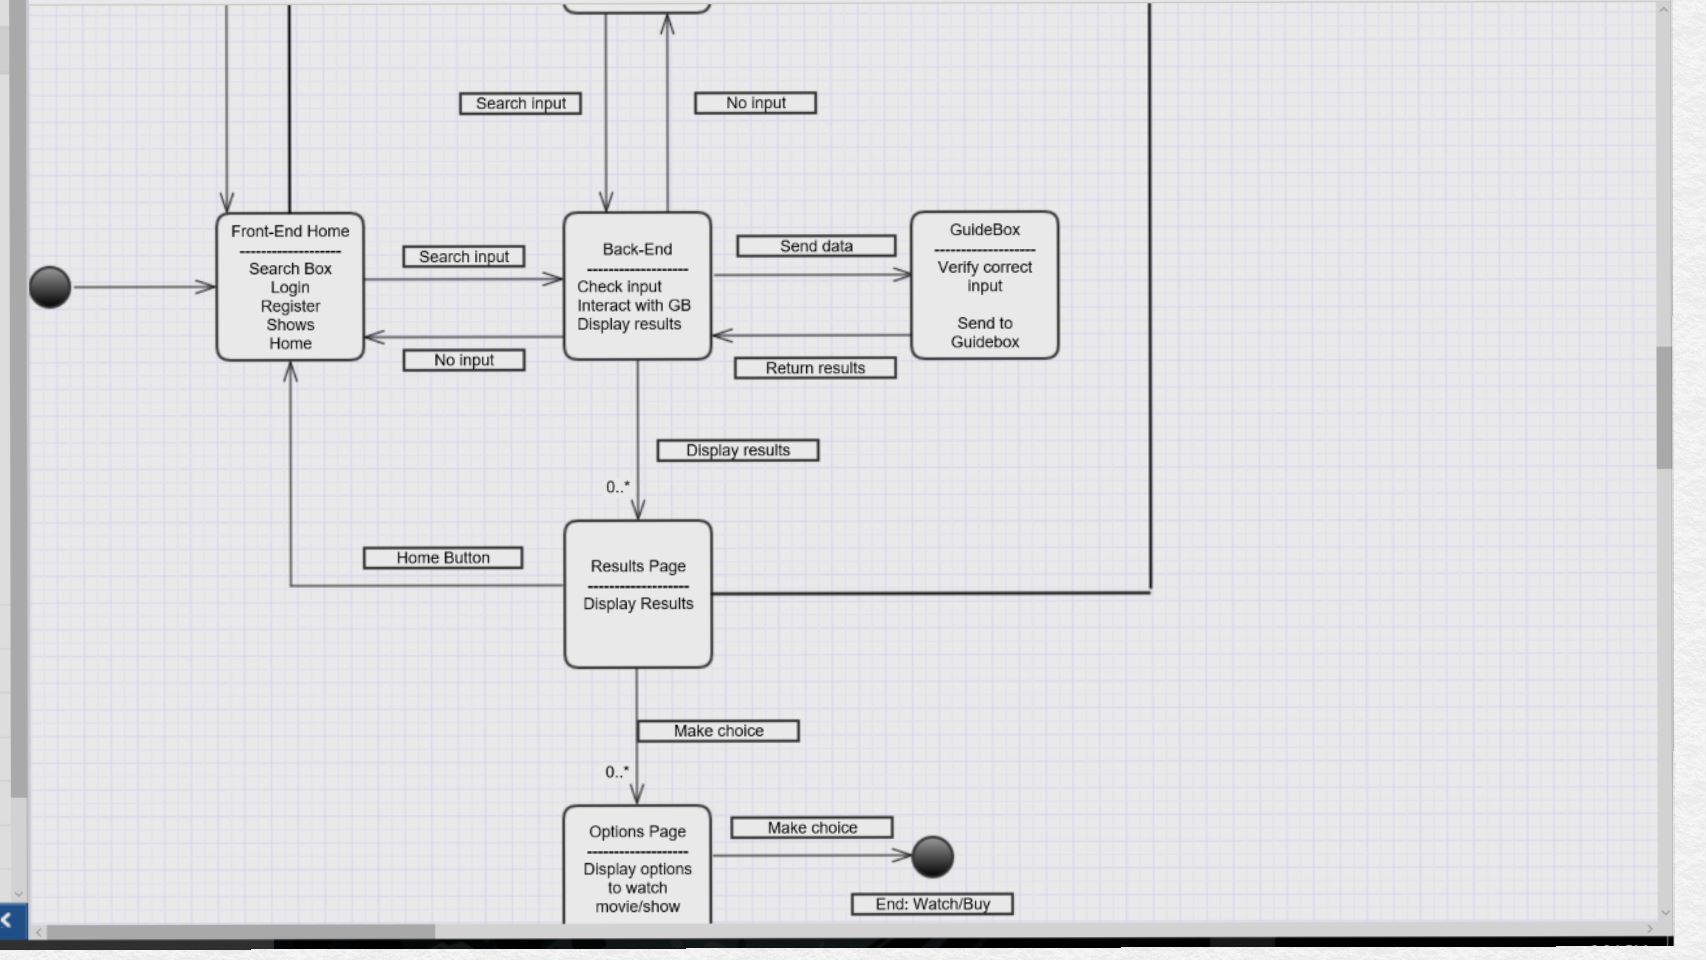 Search input
No input
Front-End Home
--------------------
Search Box
Login
Register
Shows
Home
Search input
No input
Back-End
--------------------
Check input
Interact with GB
Display results
Send data
Return results
GuideBox
--------------------
Verify correct
input
Send to
Guidebox
Display results
0..*
Home Button
Results Page
--------------------
Display Results
Make choice
0..*
Options Page
--------------------
Display options
to watch
movie/show
Make choice
End: Watch/Buy